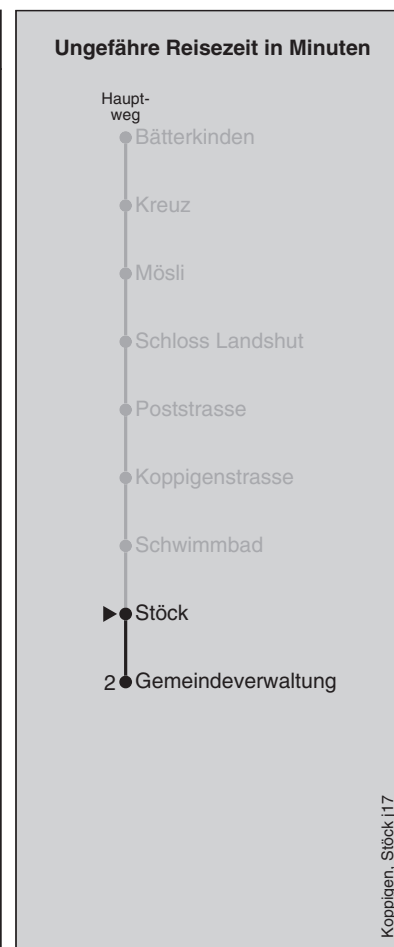 Ungefähre Reisezeit in Minuten
Haupt-
weg
Bätterkinden
Kreuz
Mösli
Schloss Landshut
Poststrasse
Koppigenstrasse
Schwimmbad
Stöck
2 Gemeindeverwaltung
Koppigen, Stöck j17